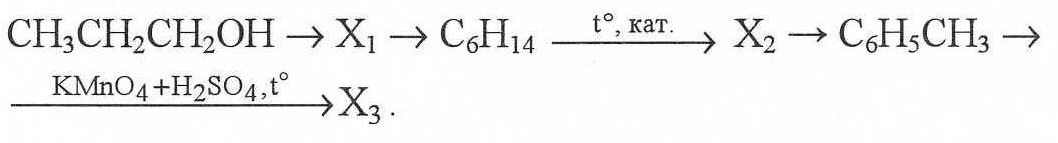 CH₃CH₂CH₂OH → X₁ → C₆H₁₄ t°, кат. → X₂ → C₆H₅CH₃ →
KMnO₄+H₂SO₄,t° → X₃.